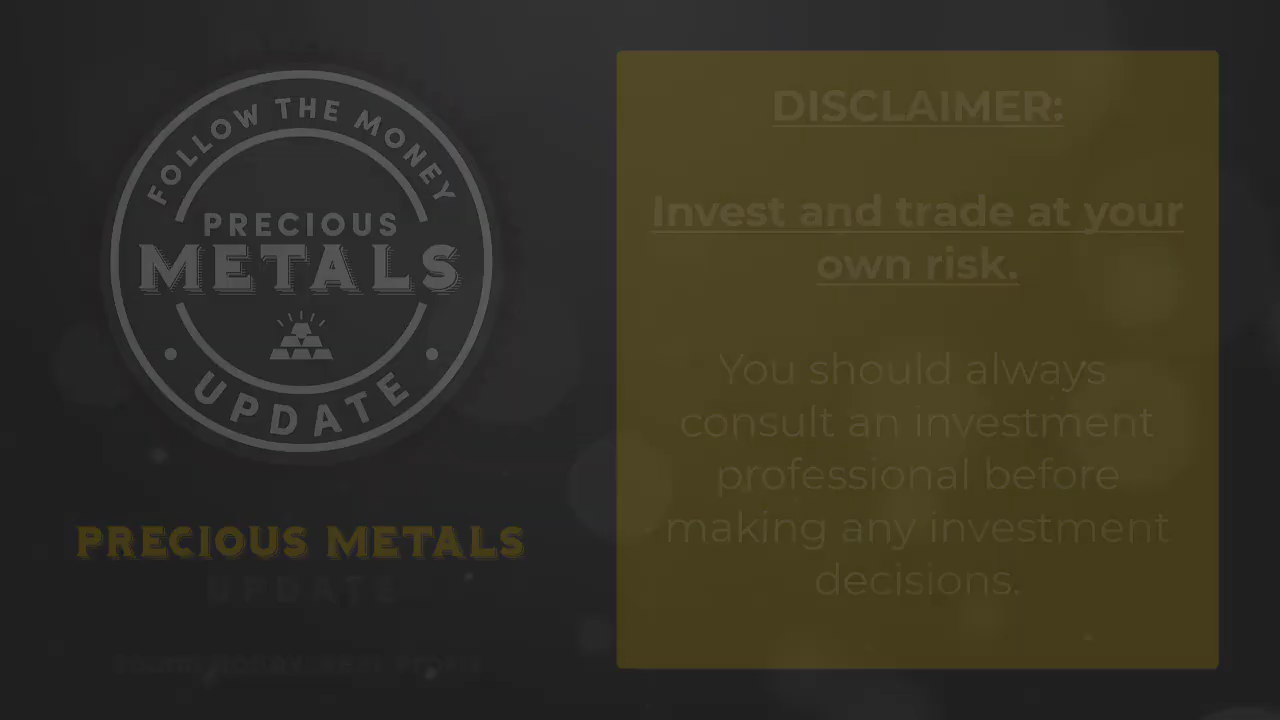 FOLLOW THE MONEY
PRECIOUS
METALS
UPDATE
PRECIOUS METALS
UPDATE
DISCLAIMER:
Invest and trade at your
own risk.
You should always
consult an investment
professional before
making any investment
decisions.